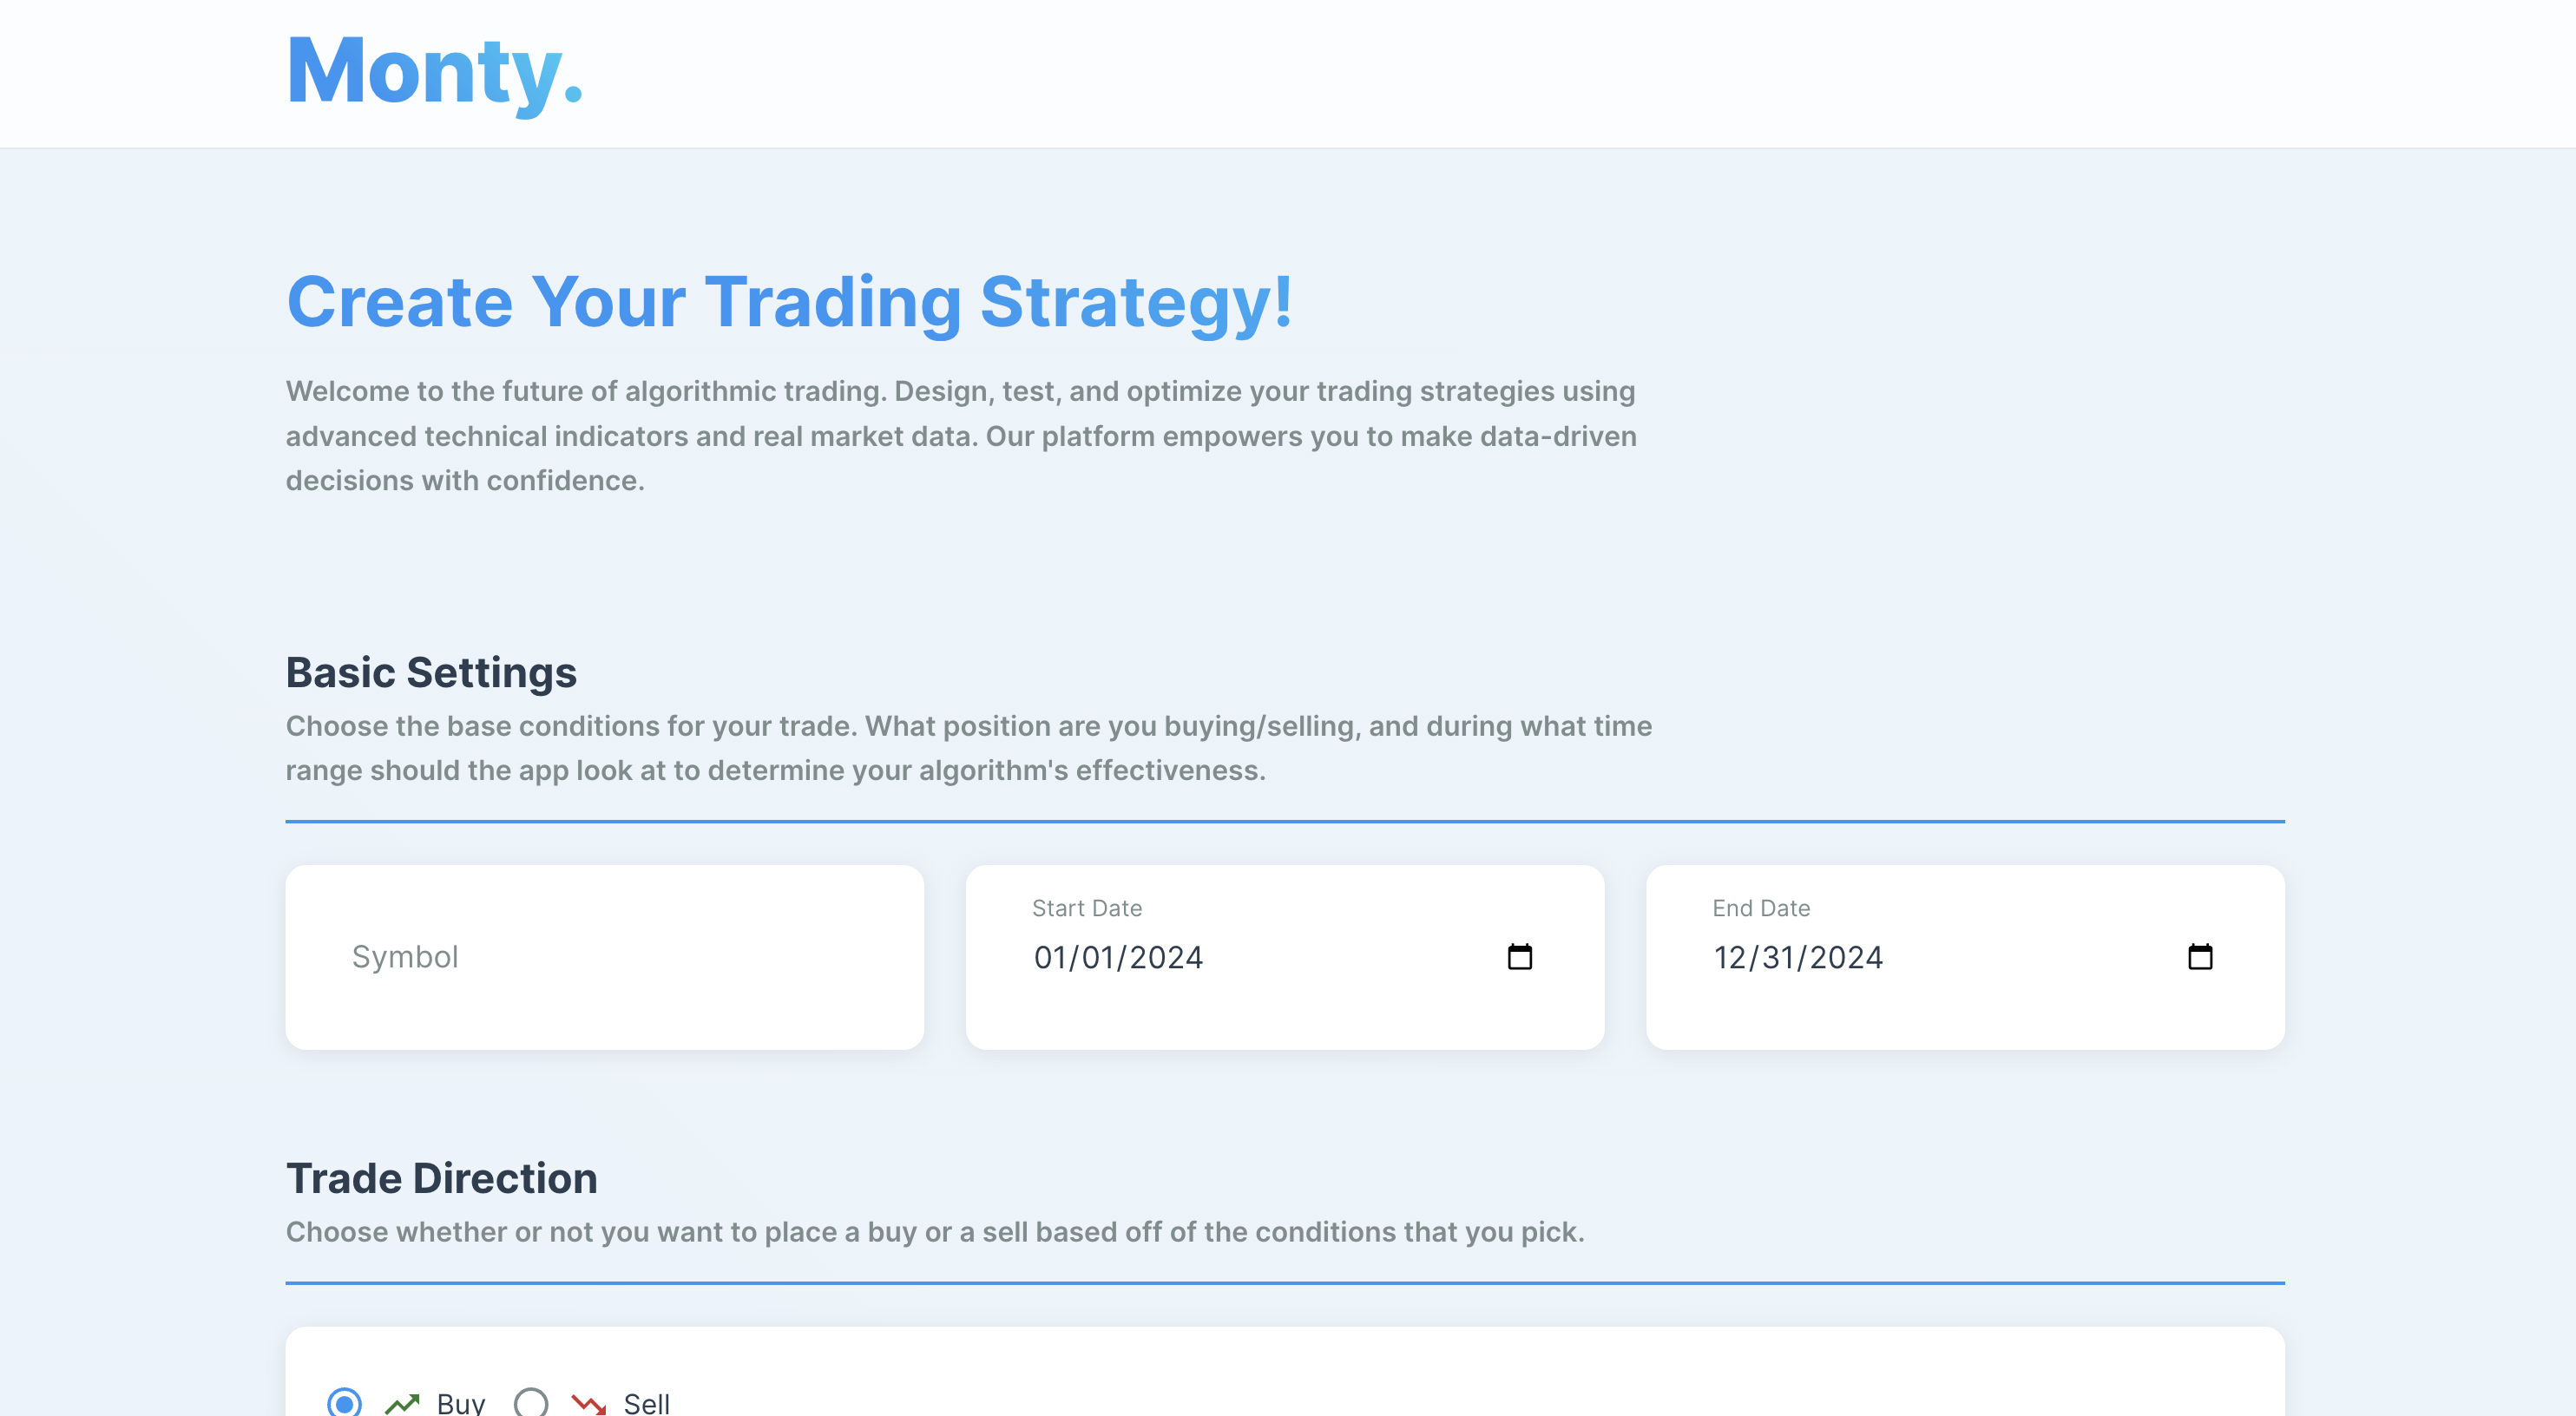 Monty.
Create Your Trading Strategy!
Welcome to the future of algorithmic trading. Design, test, and optimize your trading strategies using
advanced technical indicators and real market data. Our platform empowers you to make data-driven
decisions with confidence.
Basic Settings
Choose the base conditions for your trade. What position are you buying/selling, and during what time
range should the app look at to determine your algorithm's effectiveness.
Symbol
Start Date
01/01/2024
End Date
12/31/2024
Trade Direction
Choose whether or not you want to place a buy or a sell based off of the conditions that you pick.
Buy Sell